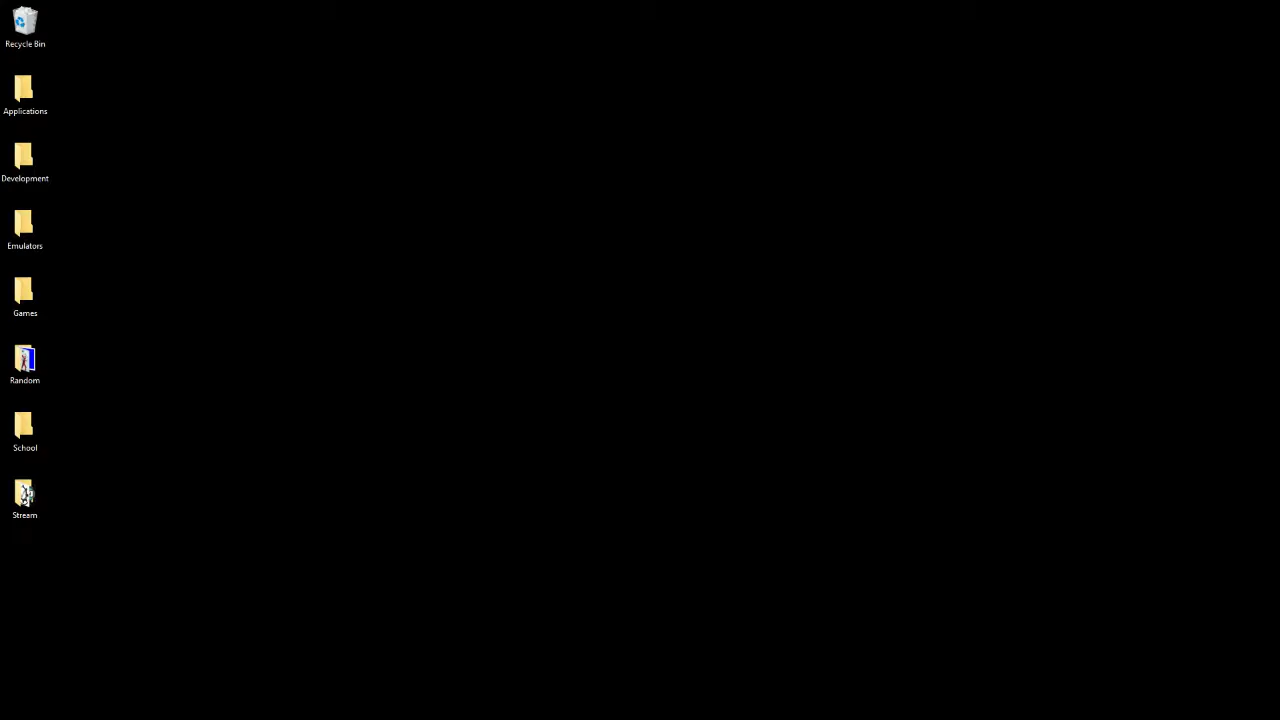 Recycle Bin
Applications
Development
Emulators
Games
Random
School
Stream